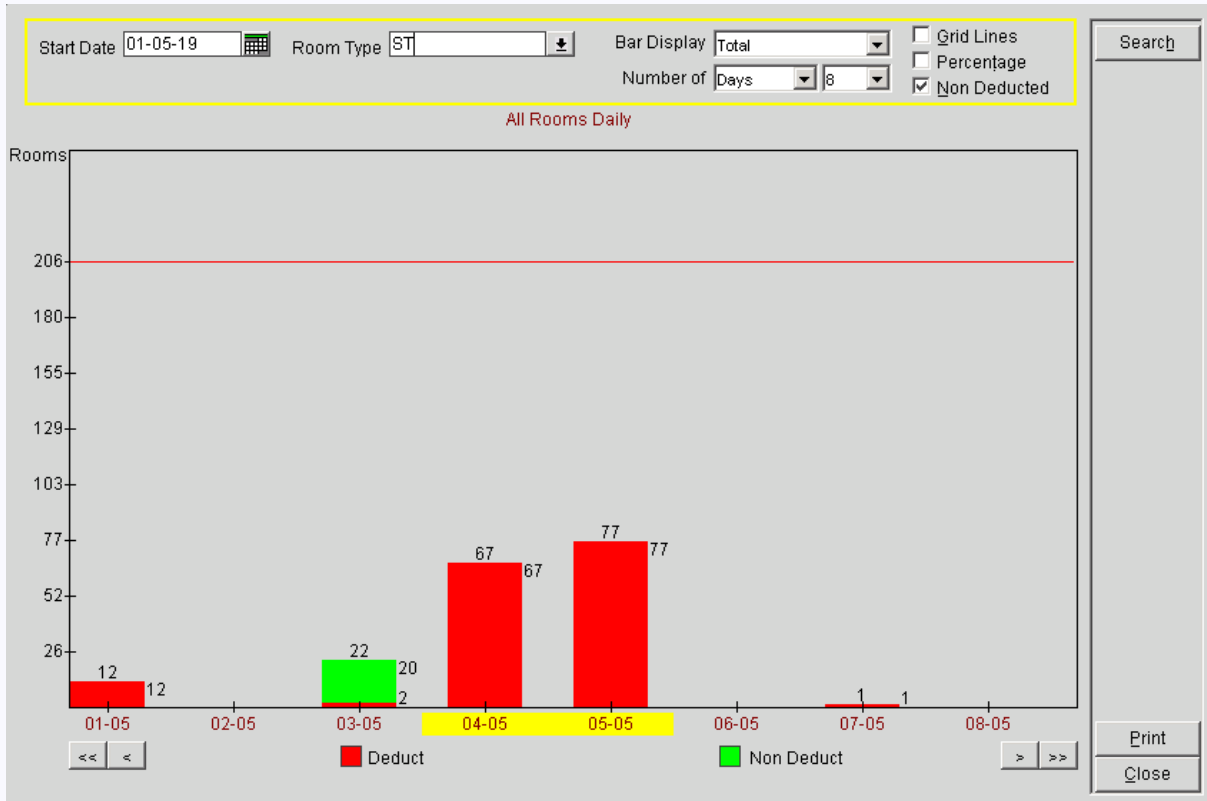 Start Date 01-05-19 Room Type ST Bar Display Total Grid Lines Search
Percentage
Number of Days 8 Non Deducted
All Rooms Daily
Rooms
206
180
155
129
103
77
52
26
12 12
22 20 2
67 67
77 77
1 1
01-05 02-05 03-05 04-05 05-05 06-05 07-05 08-05
<< < Deduct Non Deduct > >>
Print
Close